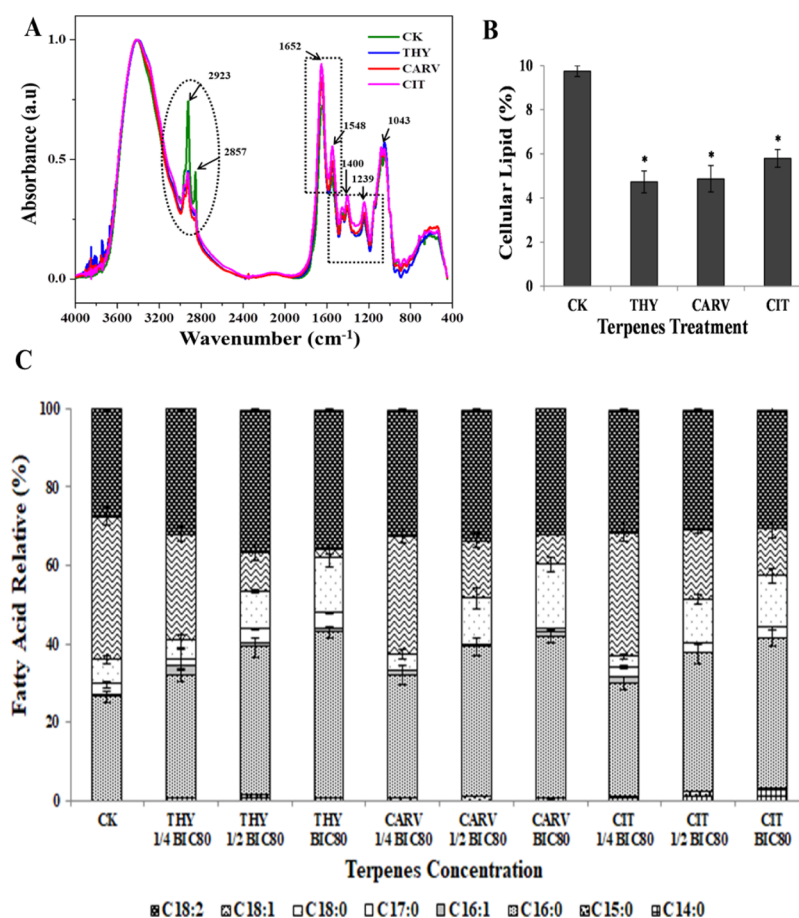 A
1.0
0.5
0.0
Absorbance (a.u)
4000 3600 3200 2800 2400 2000 1600 1200 800 400
Wavenumber (cm-1)
2923
2857
1652
1548
1400
1239
1043
CK
THY
CARV
CIT
B
10
8
6
4
2
0
Cellular Lipid (%)
*
*
*
CK THY CARV CIT
Terpenes Treatment
C
100
80
60
40
20
0
Fatty Acid Relative (%)
CK THY THY THY CARV CARV CARV CIT CIT CIT
1/4 BIC80 1/2 BIC80 BIC80 1/4 BIC80 1/2 BIC80 BIC80 1/4 BIC80 1/2 BIC80 BIC80
Terpenes Concentration
C18:2 C18:1 C18:0 C17:0 C16:1 C16:0 C15:0 C14:0